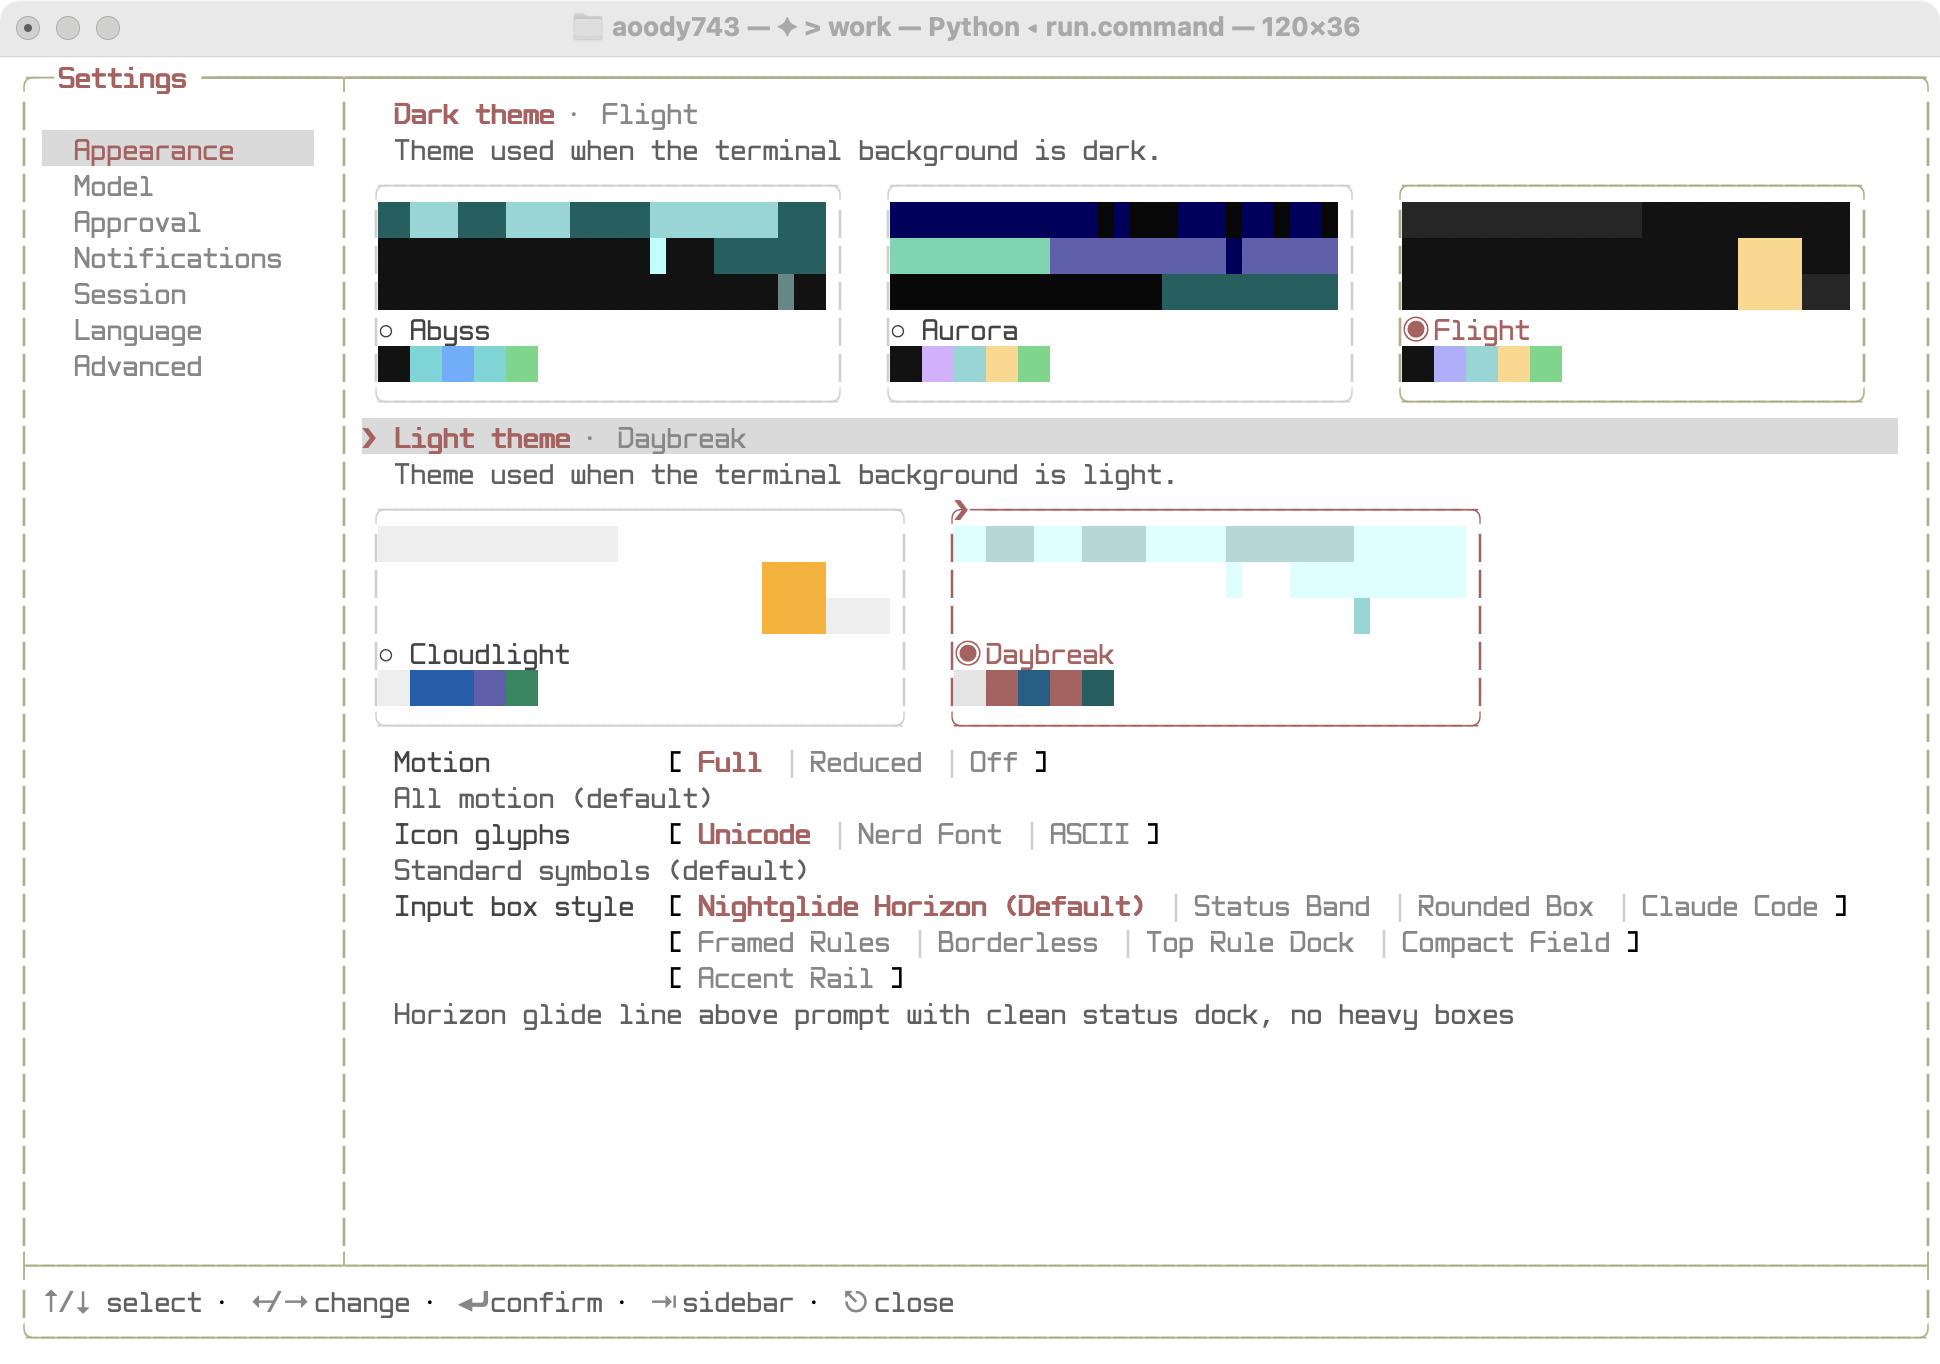 aoody743 — ✦ > work — Python ◂ run.command — 120×36
Settings
Appearance
Model
Approval
Notifications
Session
Language
Advanced
Dark theme · Flight
Theme used when the terminal background is dark.
○ Abyss
○ Aurora
◉ Flight
❯ Light theme · Daybreak
Theme used when the terminal background is light.
○ Cloudlight
❯
◉ Daybreak
Motion [ Full | Reduced | Off ]
All motion (default)
Icon glyphs [ Unicode | Nerd Font | ASCII ]
Standard symbols (default)
Input box style [ Nightglide Horizon (Default) | Status Band | Rounded Box | Claude Code ]
[ Framed Rules | Borderless | Top Rule Dock | Compact Field ]
[ Accent Rail ]
Horizon glide line above prompt with clean status dock, no heavy boxes
↑/↓ select · ←/→ change · ↵ confirm · ⇥ sidebar · ⎋ close